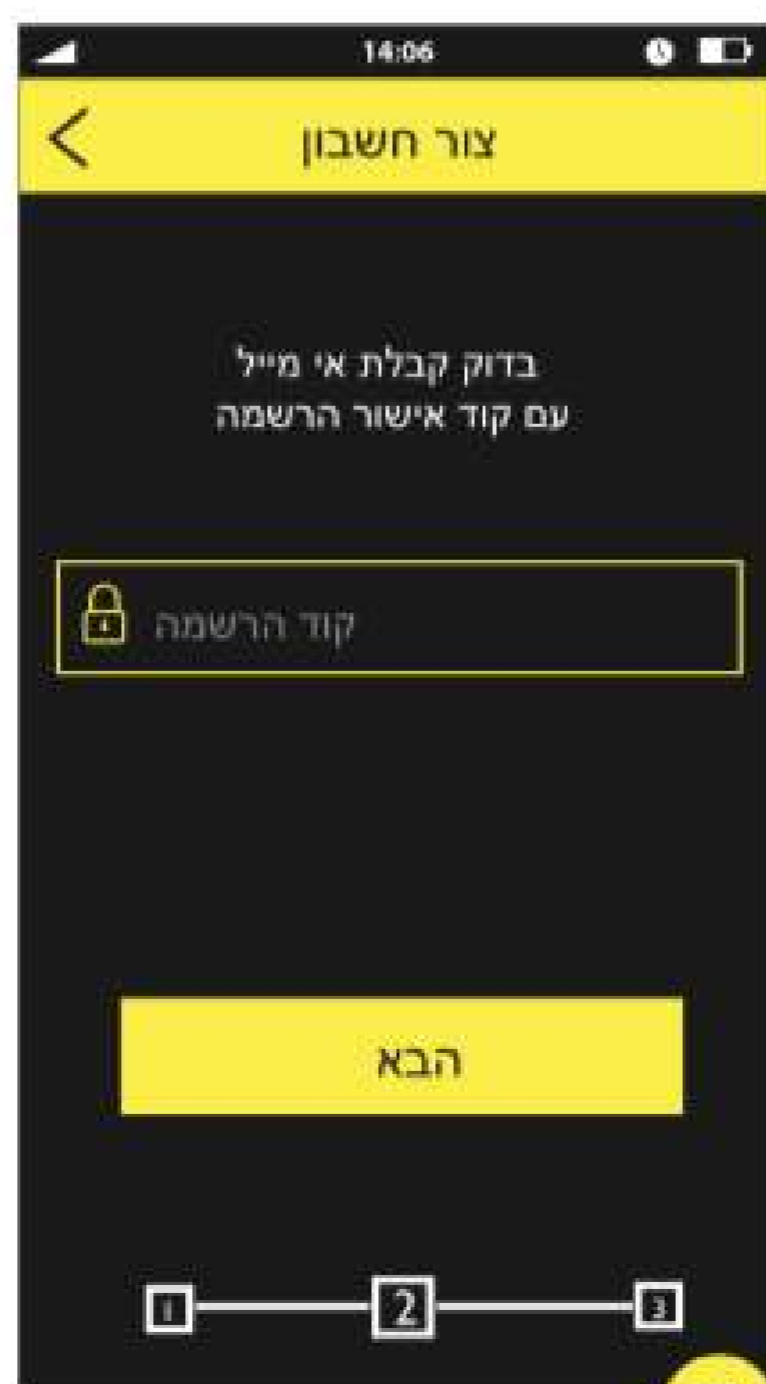 14:06
צור חשבון
בדוק קבלת אי מייל
עם קוד אישור הרשמה
קוד הרשמה
הבא
1 2 3